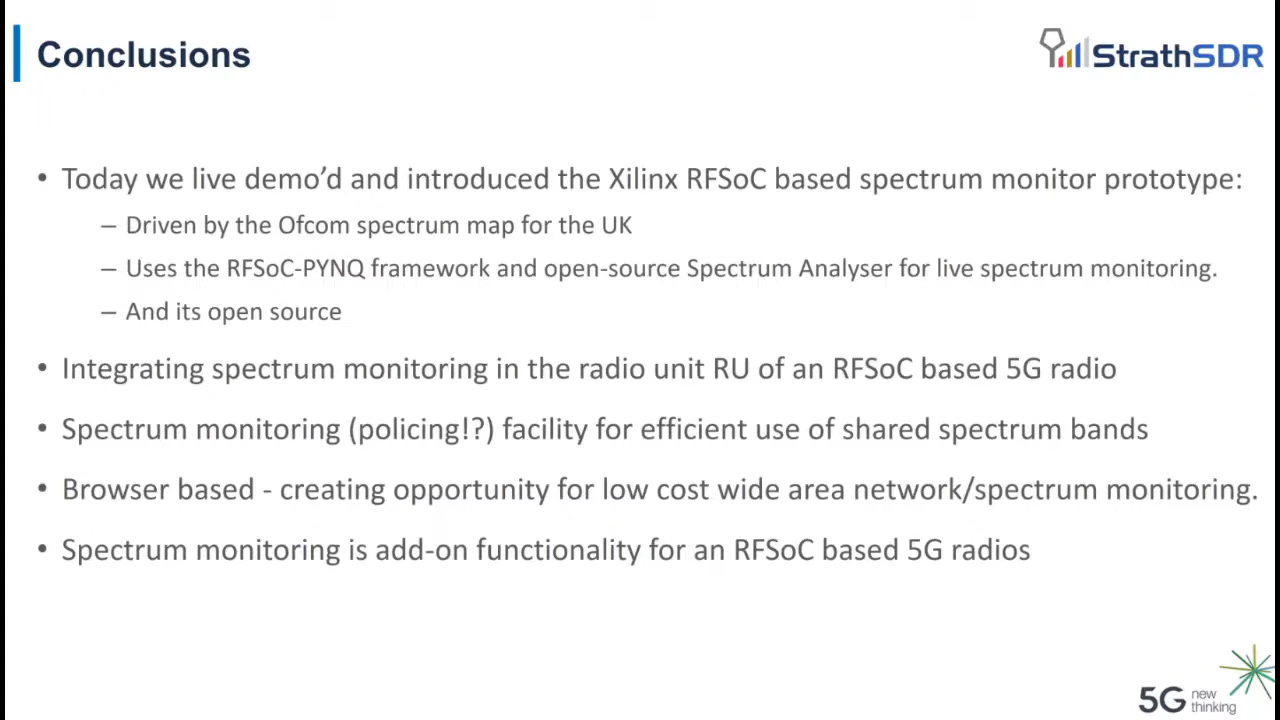 Conclusions
StrathSDR
• Today we live demo’d and introduced the Xilinx RFSoC based spectrum monitor prototype:
– Driven by the Ofcom spectrum map for the UK
– Uses the RFSoC-PYNQ framework and open-source Spectrum Analyser for live spectrum monitoring.
– And its open source
• Integrating spectrum monitoring in the radio unit RU of an RFSoC based 5G radio
• Spectrum monitoring (policing!?) facility for efficient use of shared spectrum bands
• Browser based - creating opportunity for low cost wide area network/spectrum monitoring.
• Spectrum monitoring is add-on functionality for an RFSoC based 5G radios
5G new
thinking